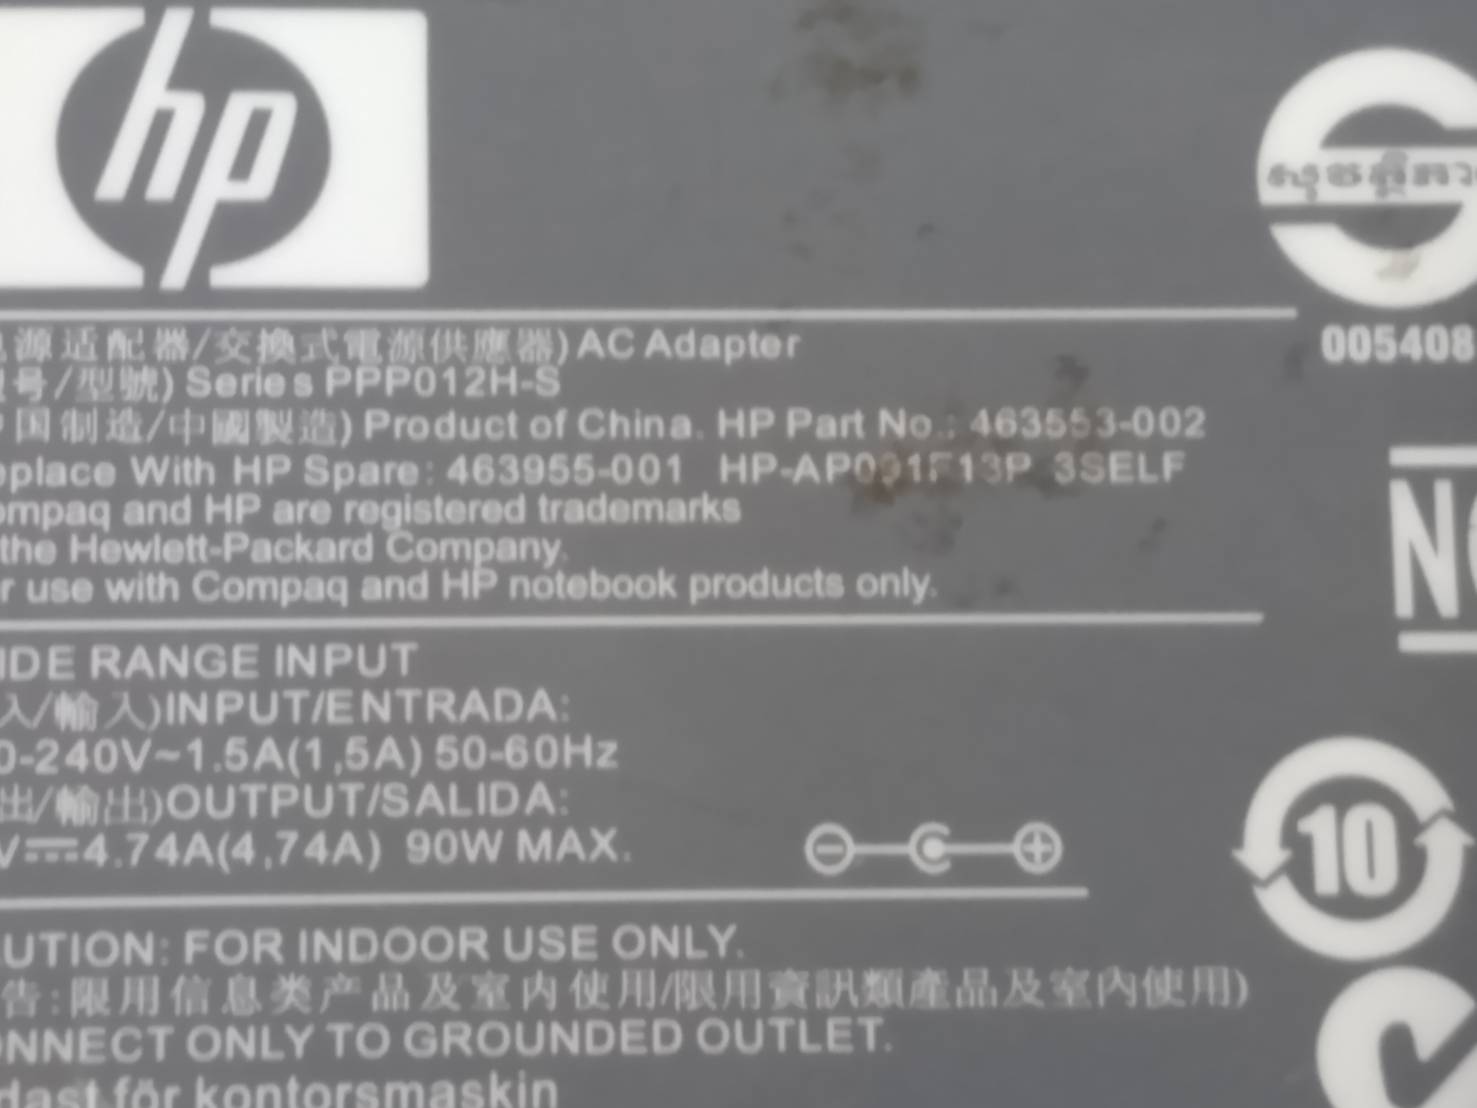 hp
源适配器/交換式電源供應器) AC Adapter
号/型號) Series PPP012H-S
国制造/中國製造) Product of China. HP Part No.: 463553-002
eplace With HP Spare: 463955-001 HP-AP091F13P 3SELF
ompaq and HP are registered trademarks
the Hewlett-Packard Company.
r use with Compaq and HP notebook products only.
005408
N
IDE RANGE INPUT
入/輸入)INPUT/ENTRADA:
0-240V~1.5A(1,5A) 50-60Hz
出/輸出)OUTPUT/SALIDA:
V⎓4.74A(4,74A) 90W MAX.
10
UTION: FOR INDOOR USE ONLY.
告:限用信息类产品及室内使用/限用資訊類產品及室內使用)
ONNECT ONLY TO GROUNDED OUTLET.
dast för kontorsmaskin